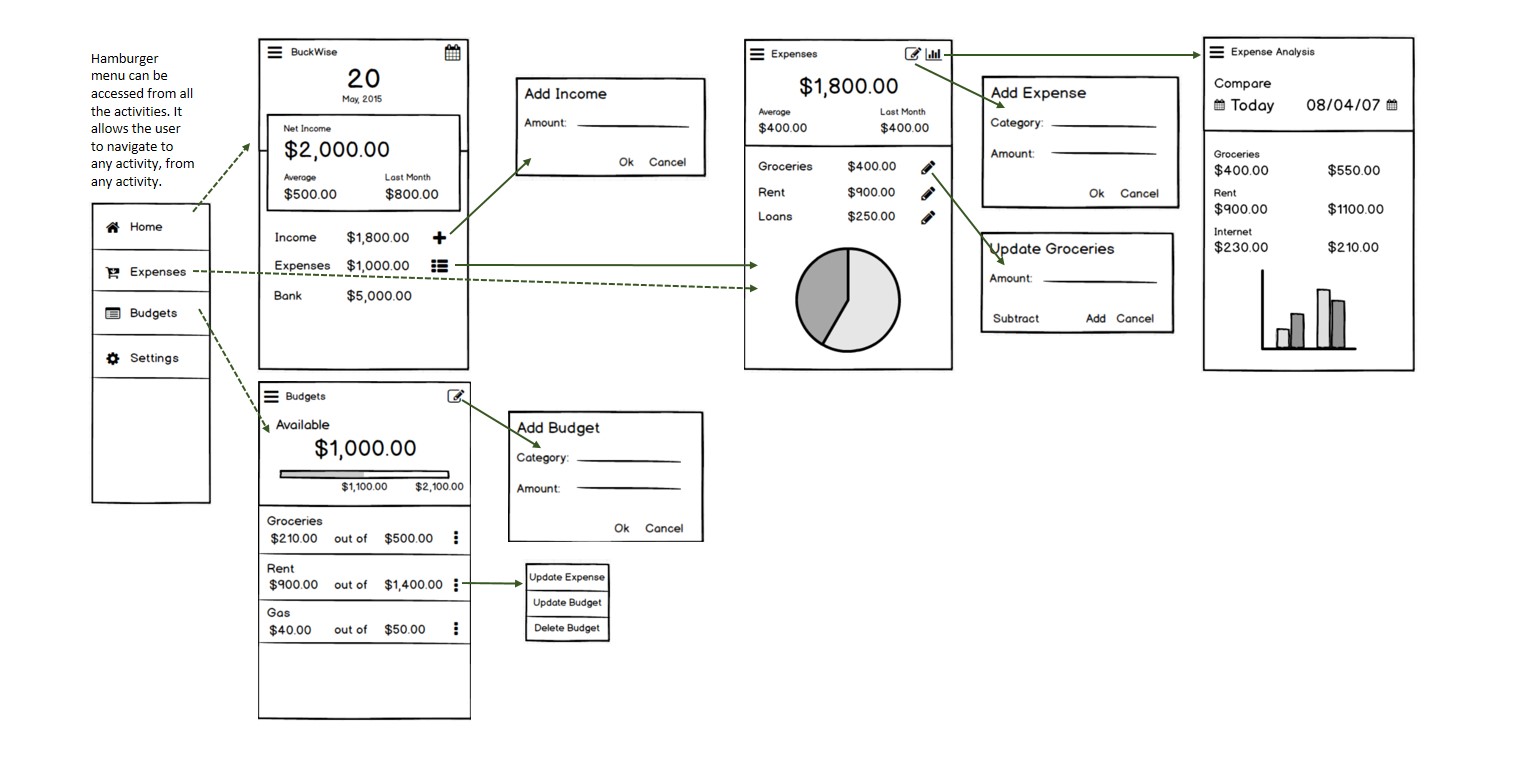 Hamburger
menu can be
accessed from all
the activities. It
allows the user
to navigate to
any activity, from
any activity.
Home
Expenses
Budgets
Settings
BuckWise
20
May, 2015
Net Income
$2,000.00
Average Last Month
$500.00 $800.00
Income $1,800.00
Expenses $1,000.00
Bank $5,000.00
Add Income
Amount:
Ok Cancel
Expenses
$1,800.00
Average Last Month
$400.00 $400.00
Groceries $400.00
Rent $900.00
Loans $250.00
Add Expense
Category:
Amount:
Ok Cancel
Update Groceries
Amount:
Subtract Add Cancel
Expense Analysis
Compare
Today 08/04/07
Groceries
$400.00 $550.00
Rent
$900.00 $1100.00
Internet
$230.00 $210.00
Budgets
Available
$1,000.00
$1,100.00 $2,100.00
Groceries
$210.00 out of $500.00
Rent
$900.00 out of $1,400.00
Gas
$40.00 out of $50.00
Add Budget
Category:
Amount:
Ok Cancel
Update Expense
Update Budget
Delete Budget